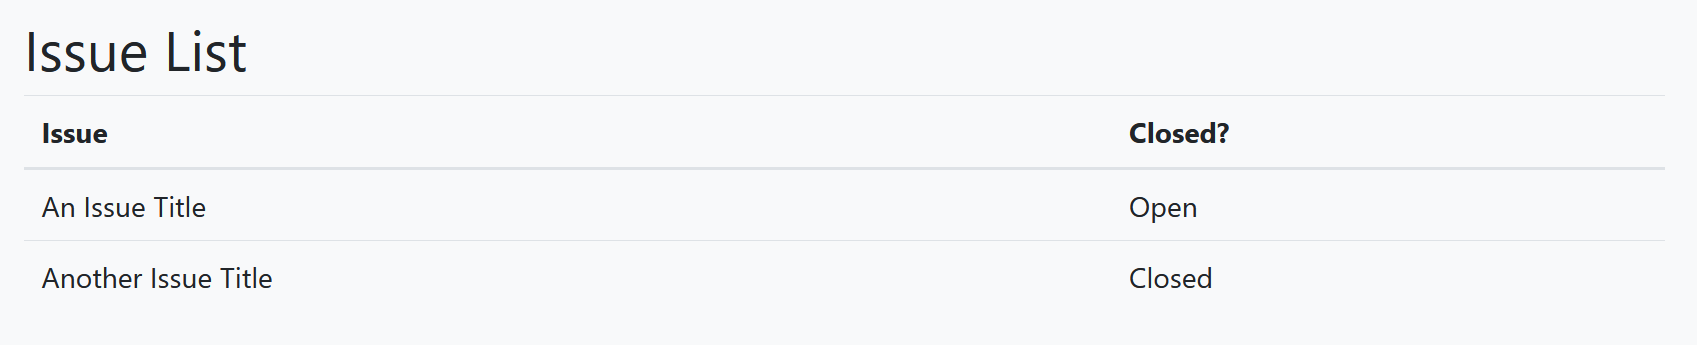 Issue List
Issue Closed?
An Issue Title Open
Another Issue Title Closed